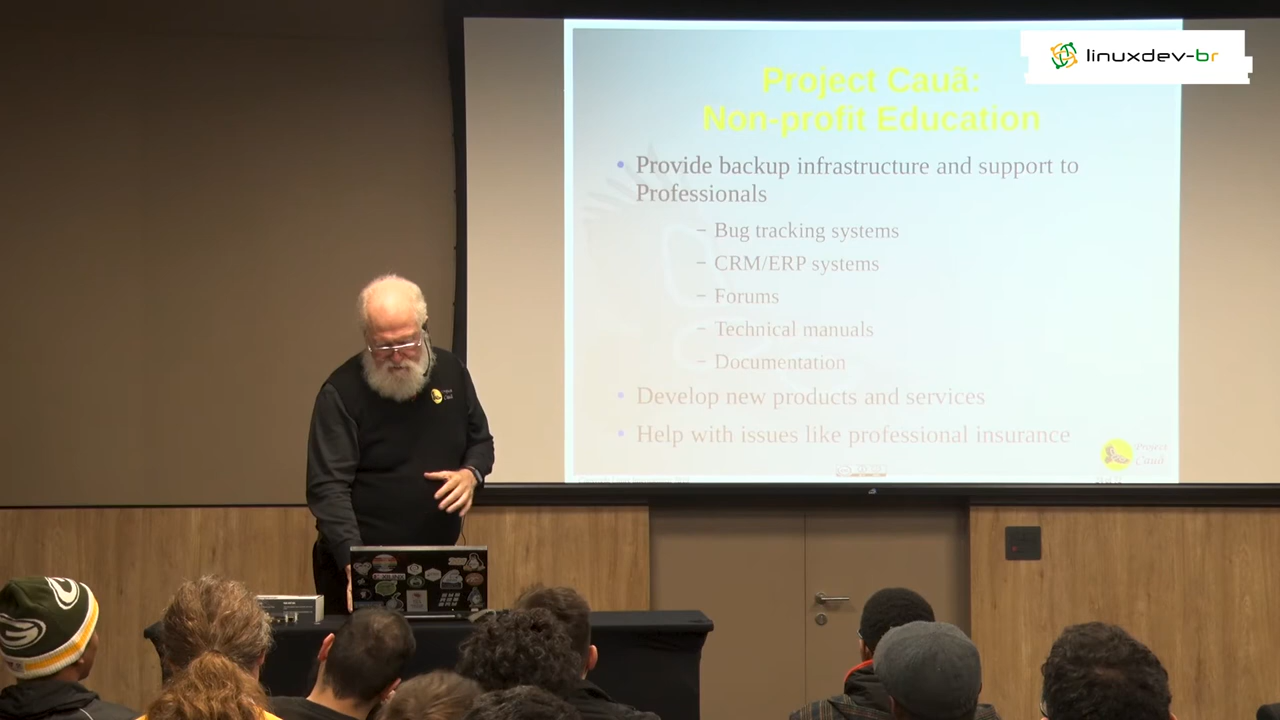 linuxdev-br
Project Cauã:
Non-profit Education
• Provide backup infrastructure and support to
Professionals
– Bug tracking systems
– CRM/ERP systems
– Forums
– Technical manuals
– Documentation
• Develop new products and services
• Help with issues like professional insurance
Project
Cauã